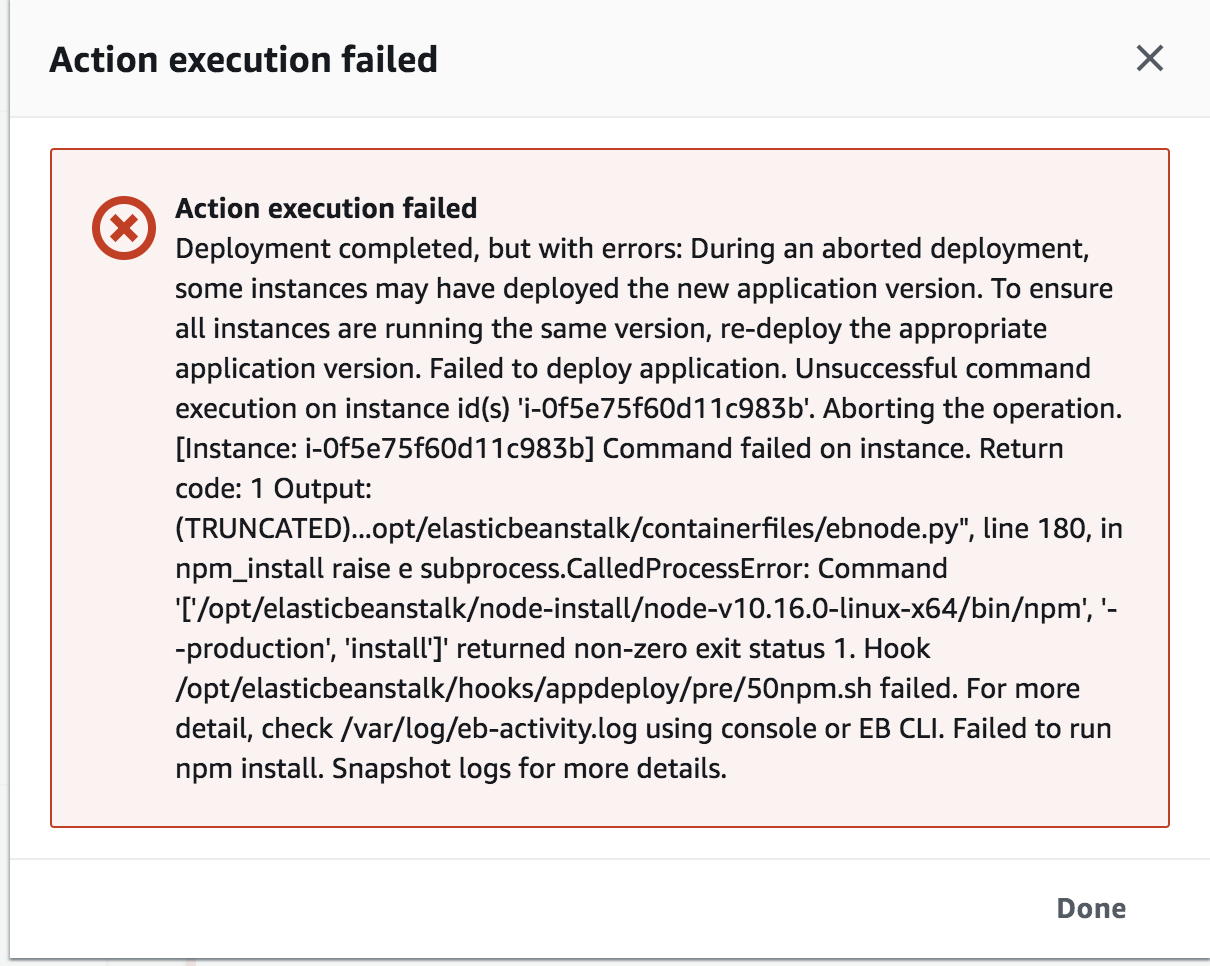 Action execution failed
Action execution failed
Deployment completed, but with errors: During an aborted deployment,
some instances may have deployed the new application version. To ensure
all instances are running the same version, re-deploy the appropriate
application version. Failed to deploy application. Unsuccessful command
execution on instance id(s) 'i-0f5e75f60d11c983b'. Aborting the operation.
[Instance: i-0f5e75f60d11c983b] Command failed on instance. Return
code: 1 Output:
(TRUNCATED)...opt/elasticbeanstalk/containerfiles/ebnode.py", line 180, in
npm_install raise e subprocess.CalledProcessError: Command
'['/opt/elasticbeanstalk/node-install/node-v10.16.0-linux-x64/bin/npm', '-
-production', 'install']' returned non-zero exit status 1. Hook
/opt/elasticbeanstalk/hooks/appdeploy/pre/50npm.sh failed. For more
detail, check /var/log/eb-activity.log using console or EB CLI. Failed to run
npm install. Snapshot logs for more details.
Done